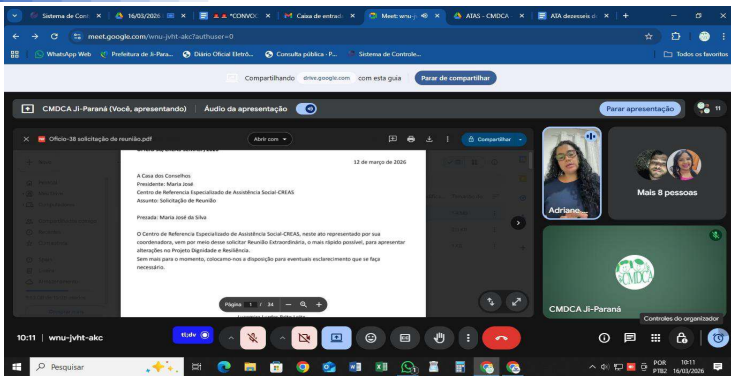 Sistema de Cont
16/03/2026 -
*CONVOC
Caixa de entrad
Meet: wnu-j
ATAS – CMDCA
ATA dezesseis d
meet.google.com/wnu-jvht-akc?authuser=0
WhatsApp Web
Prefeitura de Ji-Para...
Diário Oficial Eletrô...
Consulta pública - P...
Sistema de Controle...
Todos os favoritos
Compartilhando drive.google.com com esta guia
Parar de compartilhar
CMDCA Ji-Paraná (Você, apresentando)
Áudio da apresentação
Parar apresentação
11
Oficio-38 solicitação de reunião.pdf
Abrir com
Compartilhar
12 de março de 2026
A Casa dos Conselhos
Presidente: Maria José
Centro de Referencia Especializado de Assistência Social-CREAS
Assunto: Solicitação de Reunião
Prezada: Maria José da Silva
O Centro de Referencia Especializado de Assistência Social-CREAS, neste ato representado por sua
coordenadora, vem por meio desse solicitar Reunião Extraordinária, o mais rápido possível, para apresentar
alterações no Projeto Dignidade e Resiliência.
Sem mais para o momento, colocamo-nos a disposição para eventuais esclarecimento que se faça
necessário.
Página 1 / 34
Adriane...
Mais 8 pessoas
CMDCA
CMDCA Ji-Paraná
Controles do organizador
10:11 | wnu-jvht-akc
tl;dv
Pesquisar
POR
PTB2
10:11
16/03/2026